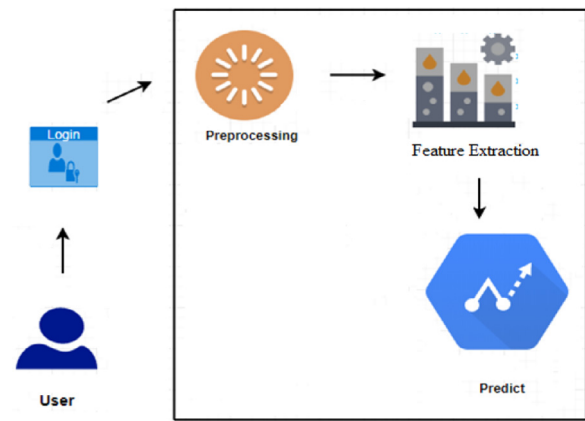 Login
Preprocessing
Feature Extraction
Predict
User